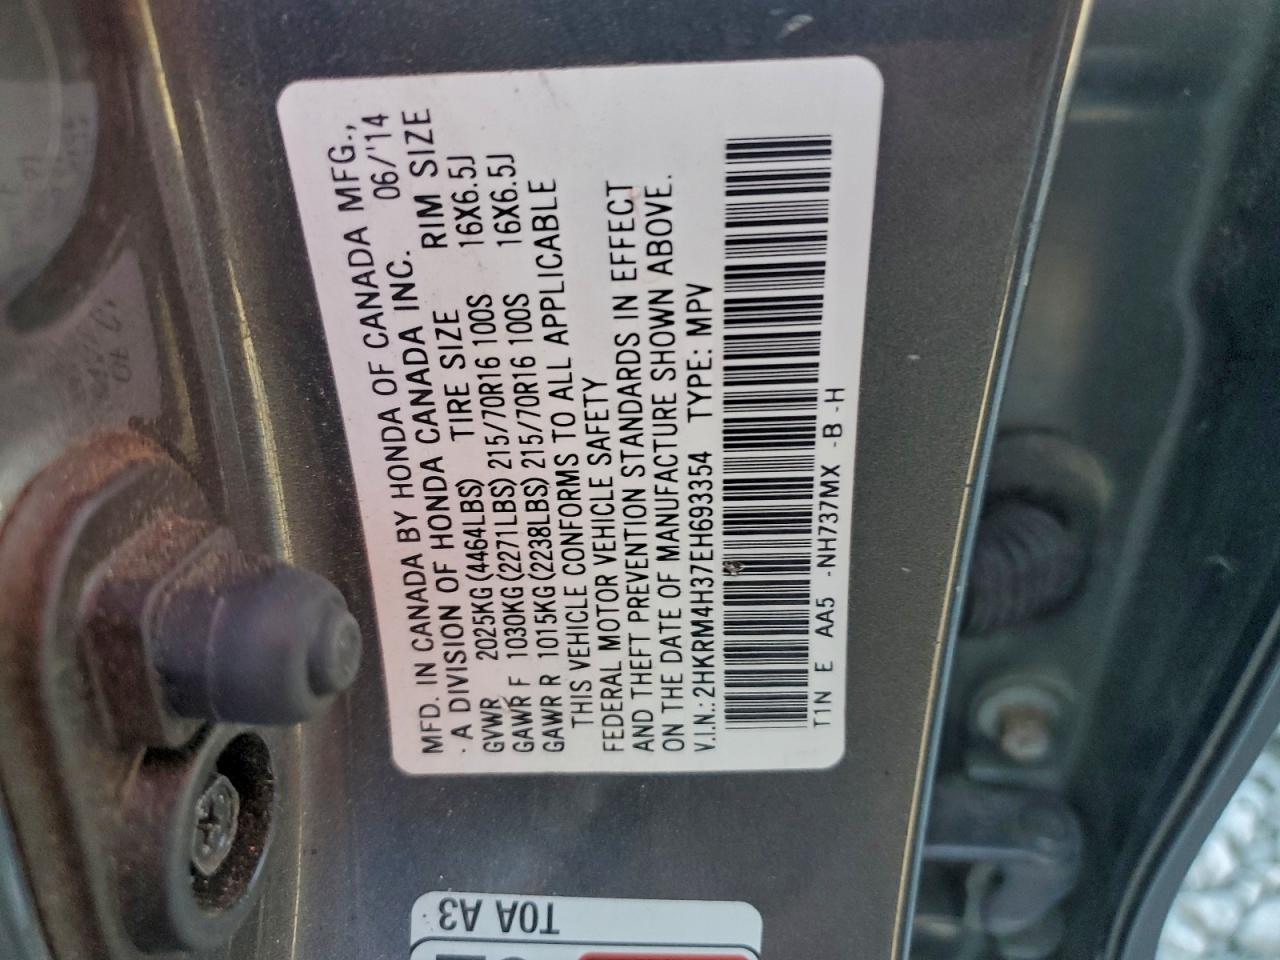 MFD. IN CANADA BY HONDA OF CANADA MFG.,
· A DIVISION OF HONDA CANADA INC. 06/'14
GVWR 2025KG(4464LBS) TIRE SIZE RIM SIZE
GAWR F 1030KG(2271LBS) 215/70R16 100S 16X6.5J
GAWR R 1015KG(2238LBS) 215/70R16 100S 16X6.5J
THIS VEHICLE CONFORMS TO ALL APPLICABLE
FEDERAL MOTOR VEHICLE SAFETY
AND THEFT PREVENTION STANDARDS IN EFFECT
ON THE DATE OF MANUFACTURE SHOWN ABOVE.
V.I.N.: 2HKRM4H37EH693354 TYPE: MPV
T1N E AA5 -NH737MX -B -H
T0A A3